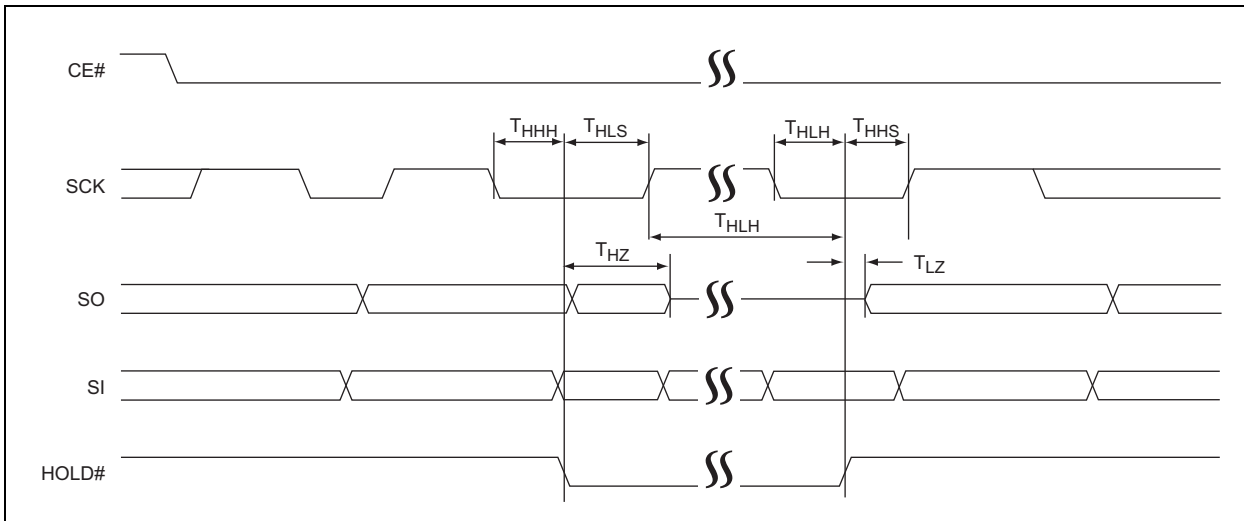 CE#
THHH THLS THLH THHS
SCK
THLH
THZ
TLZ
SO
SI
HOLD#